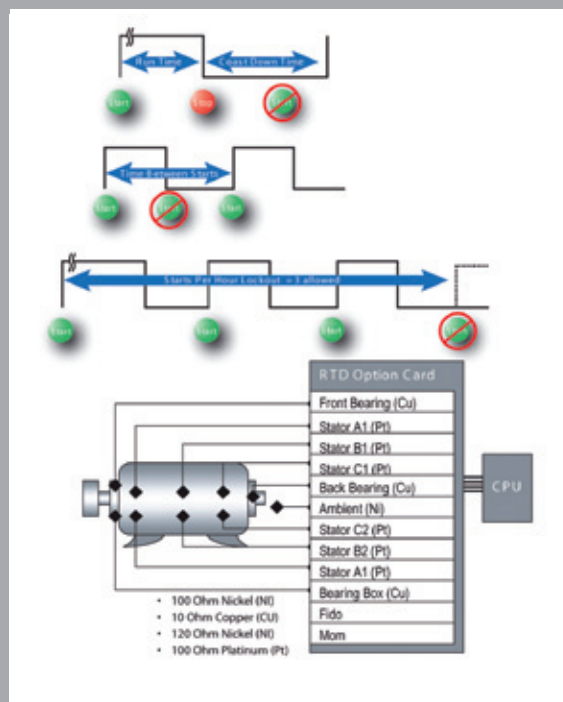 Run Time
Coast Down Time
Start
Stop
Start
Time Between Starts
Start
Start
Start
Starts Per Hour Lockout = 3 allowed
Start
Start
Start
Start
RTD Option Card
Front Bearing (Cu)
Stator A1 (Pt)
Stator B1 (Pt)
Stator C1 (Pt)
Back Bearing (Cu)
Ambient (Ni)
Stator C2 (Pt)
Stator B2 (Pt)
Stator A1 (Pt)
Bearing Box (Cu)
Fido
Mom
CPU
• 100 Ohm Nickel (NI)
• 10 Ohm Copper (CU)
• 120 Ohm Nickel (NI)
• 100 Ohm Platinum (Pt)